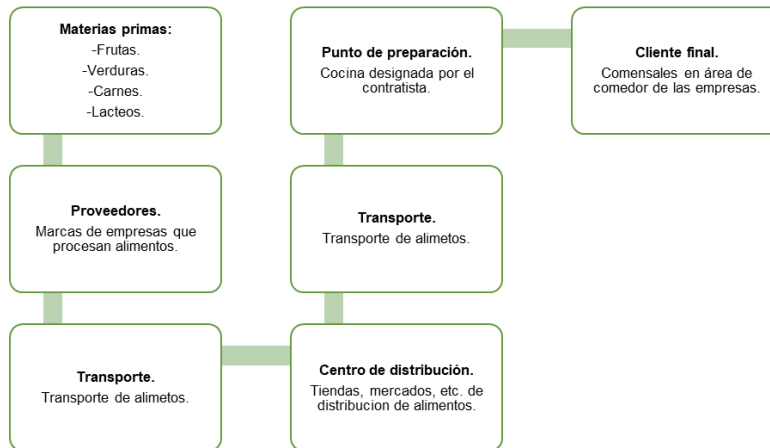 Materias primas:
-Frutas.
-Verduras.
-Carnes.
-Lacteos.
Proveedores.
Marcas de empresas que
procesan alimentos.
Transporte.
Transporte de alimetos.
Centro de distribución.
Tiendas, mercados, etc. de
distribucion de alimentos.
Transporte.
Transporte de alimetos.
Punto de preparación.
Cocina designada por el
contratista.
Cliente final.
Comensales en área de
comedor de las empresas.